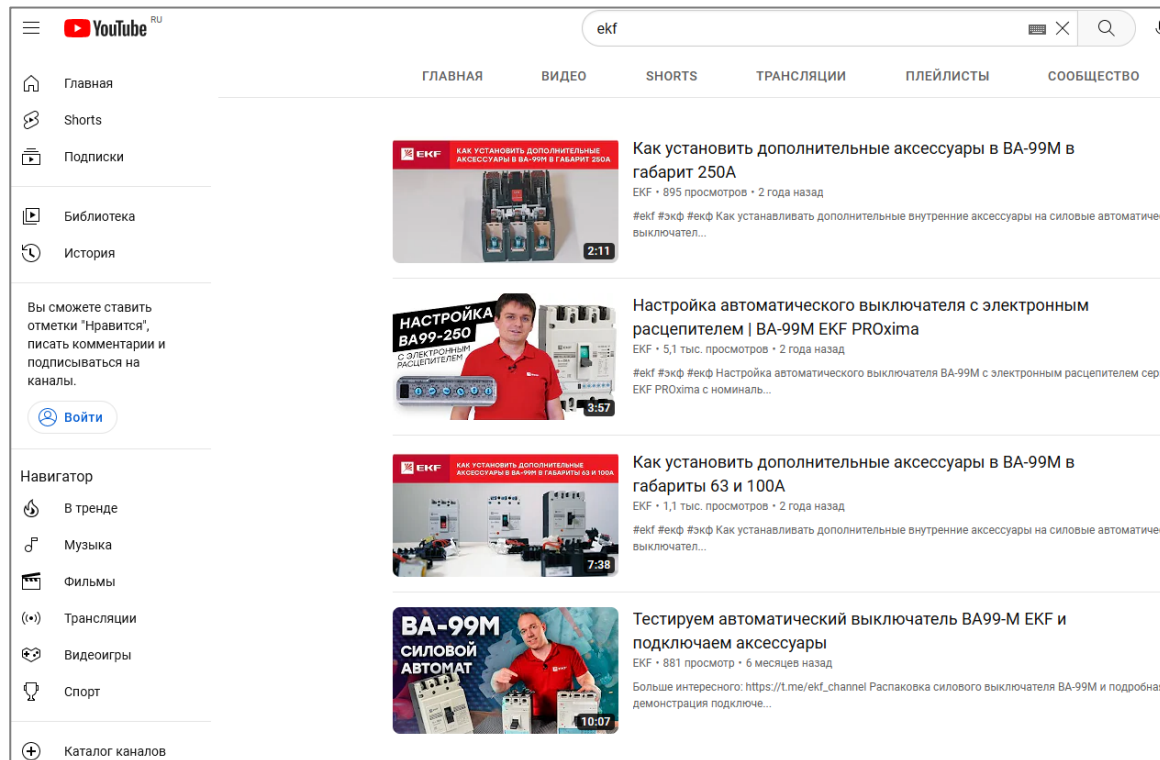 YouTube RU
ekf
Главная
Shorts
Подписки
Библиотека
История
Вы сможете ставить
отметки "Нравится",
писать комментарии и
подписываться на
каналы.
Войти
Навигатор
В тренде
Музыка
Фильмы
Трансляции
Видеоигры
Спорт
Каталог каналов
ГЛАВНАЯ ВИДЕО SHORTS ТРАНСЛЯЦИИ ПЛЕЙЛИСТЫ СООБЩЕСТВО
EKF
КАК УСТАНОВИТЬ ДОПОЛНИТЕЛЬНЫЕ
АКСЕССУАРЫ В ВА-99М В ГАБАРИТ 250А
2:11
Как установить дополнительные аксессуары в ВА-99М в
габарит 250А
EKF • 895 просмотров • 2 года назад
#ekf #экф #екф Как устанавливать дополнительные внутренние аксессуары на силовые автоматиче
выключател...
НАСТРОЙКА
ВА99-250
С ЭЛЕКТРОННЫМ
РАСЦЕПИТЕЛЕМ
3:57
Настройка автоматического выключателя с электронным
расцепителем | ВА-99М EKF PROxima
EKF • 5,1 тыс. просмотров • 2 года назад
#ekf #экф #екф Настройка автоматического выключателя ВА-99М с электронным расцепителем сер
EKF PROxima с номиналь...
EKF
КАК УСТАНОВИТЬ ДОПОЛНИТЕЛЬНЫЕ
АКСЕССУАРЫ В ВА-99М В ГАБАРИТЫ 63 И 100А
7:38
Как установить дополнительные аксессуары в ВА-99М в
габариты 63 и 100А
EKF • 1,1 тыс. просмотров • 2 года назад
#ekf #екф #экф Как устанавливать дополнительные внутренние аксессуары на силовые автоматиче
выключател...
ВА-99М
СИЛОВОЙ
АВТОМАТ
10:07
Тестируем автоматический выключатель ВА99-М EKF и
подключаем аксессуары
EKF • 881 просмотр • 6 месяцев назад
Больше интересного: https://t.me/ekf_channel Распаковка силового выключателя ВА-99М и подробная
демонстрация подключе...